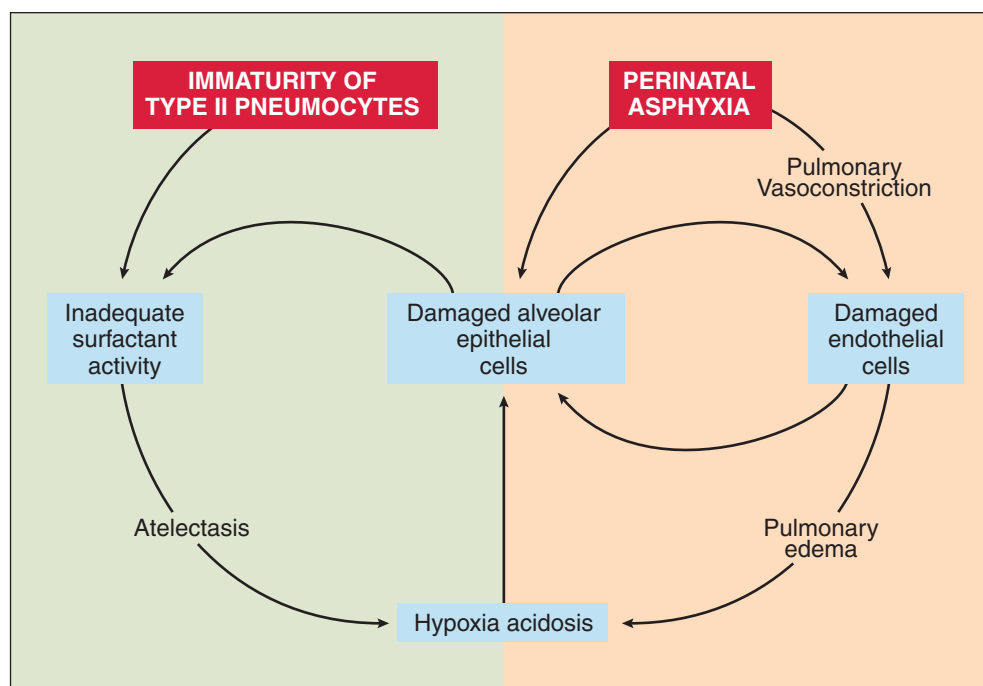 IMMATURITY OF
TYPE II PNEUMOCYTES
PERINATAL
ASPHYXIA
Pulmonary
Vasoconstriction
Inadequate
surfactant
activity
Damaged alveolar
epithelial
cells
Damaged
endothelial
cells
Atelectasis
Pulmonary
edema
Hypoxia acidosis